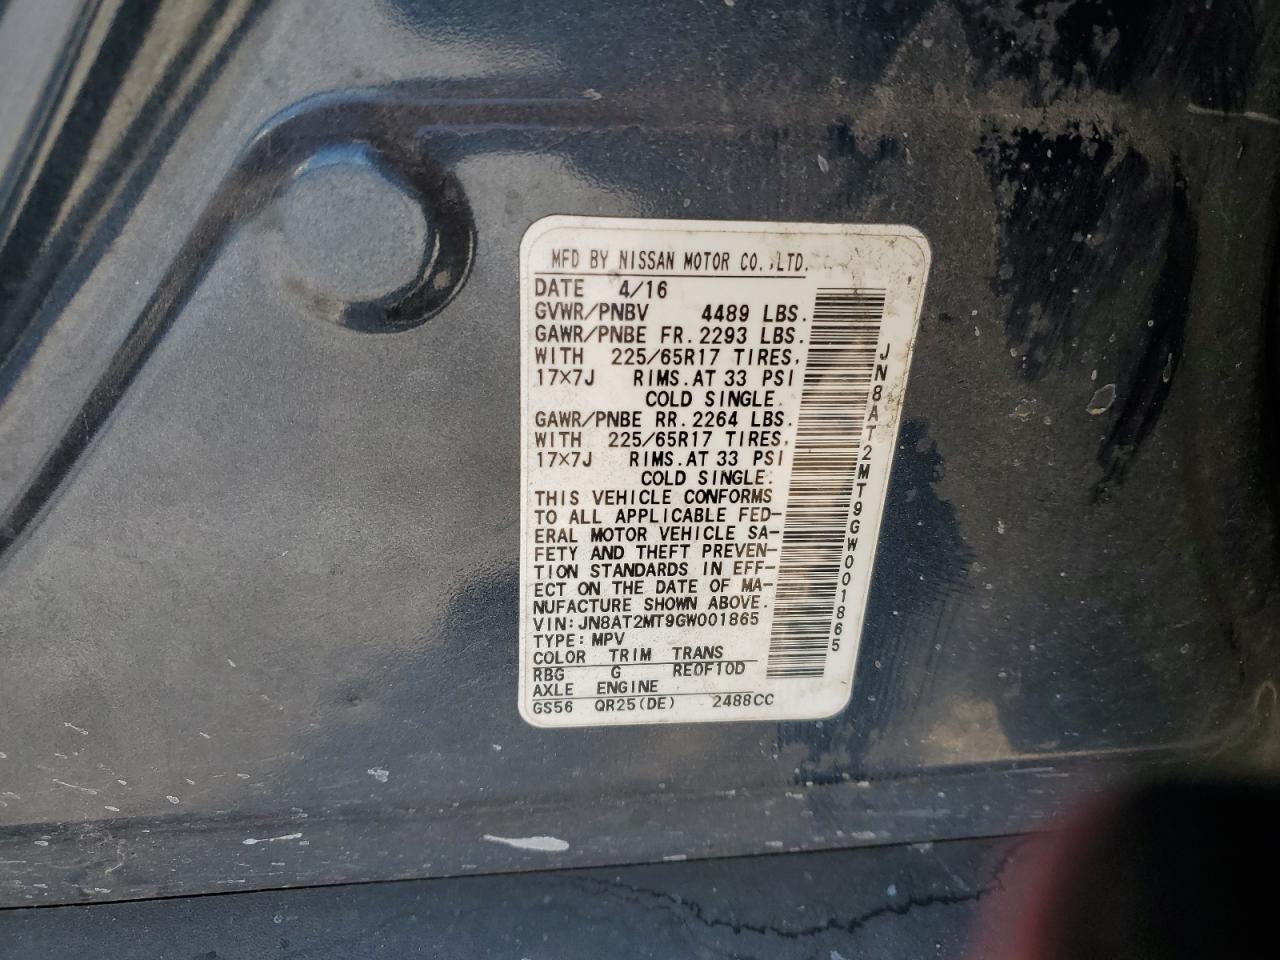 MFD BY NISSAN MOTOR CO.,LTD.
DATE 4/16
GVWR/PNBV 4489 LBS.
GAWR/PNBE FR.2293 LBS.
WITH 225/65R17 TIRES,
17×7J RIMS.AT 33 PSI
COLD SINGLE.
GAWR/PNBE RR.2264 LBS.
WITH 225/65R17 TIRES,
17×7J RIMS.AT 33 PSI
COLD SINGLE.
THIS VEHICLE CONFORMS
TO ALL APPLICABLE FED-
ERAL MOTOR VEHICLE SA-
FETY AND THEFT PREVEN-
TION STANDARDS IN EFF-
ECT ON THE DATE OF MA-
NUFACTURE SHOWN ABOVE.
VIN:JN8AT2MT9GW001865
TYPE:MPV
COLOR TRIM TRANS
RBG G RE0F10D
AXLE ENGINE
GS56 QR25(DE) 2488CC
JN8AT2MT9GW001865